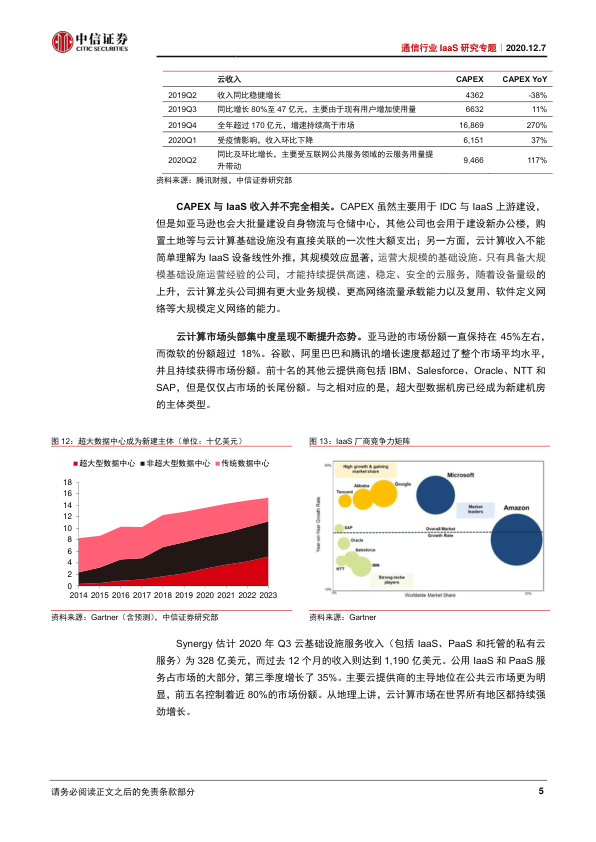 中信证券
CITIC SECURITIES
通信行业 IaaS 研究专题｜2020.12.7
云收入 CAPEX CAPEX YoY
2019Q2 收入同比稳健增长 4362 -38%
2019Q3 同比增长 80%至 47 亿元，主要由于现有用户增加使用量 6632 11%
2019Q4 全年超过 170 亿元，增速持续高于市场 16,869 270%
2020Q1 受疫情影响，收入环比下降 6,151 37%
2020Q2 同比及环比增长，主要受互联网公共服务领域的云服务用量提 9,466 117%
升带动
资料来源：腾讯财报，中信证券研究部
CAPEX 与 IaaS 收入并不完全相关。CAPEX 虽然主要用于 IDC 与 IaaS 上游建设，
但是如亚马逊也会大批量建设自身物流与仓储中心，其他公司也会用于建设新办公楼，购
置土地等与云计算基础设施没有直接关联的一次性大额支出；另一方面，云计算收入不能
简单理解为 IaaS 设备线性外推，其规模效应显著，运营大规模的基础设施。只有具备大规
模基础设施运营经验的公司，才能持续提供高速、稳定、安全的云服务，随着设备量级的
上升，云计算龙头公司拥有更大业务规模、更高网络流量承载能力以及复用、软件定义网
络等大规模定义网络的能力。
云计算市场头部集中度呈现不断提升态势。亚马逊的市场份额一直保持在 45%左右，
而微软的份额超过 18%。谷歌、阿里巴巴和腾讯的增长速度都超过了整个市场平均水平，
并且持续获得市场份额。前十名的其他云提供商包括 IBM、Salesforce、Oracle、NTT 和
SAP，但是仅仅占市场的长尾份额。与之相对应的是，超大型数据机房已经成为新建机房
的主体类型。
图 12：超大数据中心成为新建主体（单位：十亿美元）
超大型数据中心 非超大型数据中心 传统数据中心
18
16
14
12
10
8
6
4
2
0
2014 2015 2016 2017 2018 2019 2020 2021 2022 2023
资料来源：Gartner（含预测），中信证券研究部
图 13：IaaS 厂商竞争力矩阵
High growth & gaining
market share
Microsoft
Google
Alibaba
Tencent
Market
leaders
Amazon
SAP
Overall Market
Growth Rate
Oracle
Salesforce
NTT
IBM
Strong niche
players
Year-on-Year Growth Rate
Worldwide Market Share
资料来源：Gartner
Synergy 估计 2020 年 Q3 云基础设施服务收入（包括 IaaS、PaaS 和托管的私有云
服务）为 328 亿美元，而过去 12 个月的收入则达到 1,190 亿美元。公用 IaaS 和 PaaS 服
务占市场的大部分，第三季度增长了 35%。主要云提供商的主导地位在公共云市场更为明
显，前五名控制着近 80%的市场份额。从地理上讲，云计算市场在世界所有地区都持续强
劲增长。
请务必阅读正文之后的免责条款部分
5